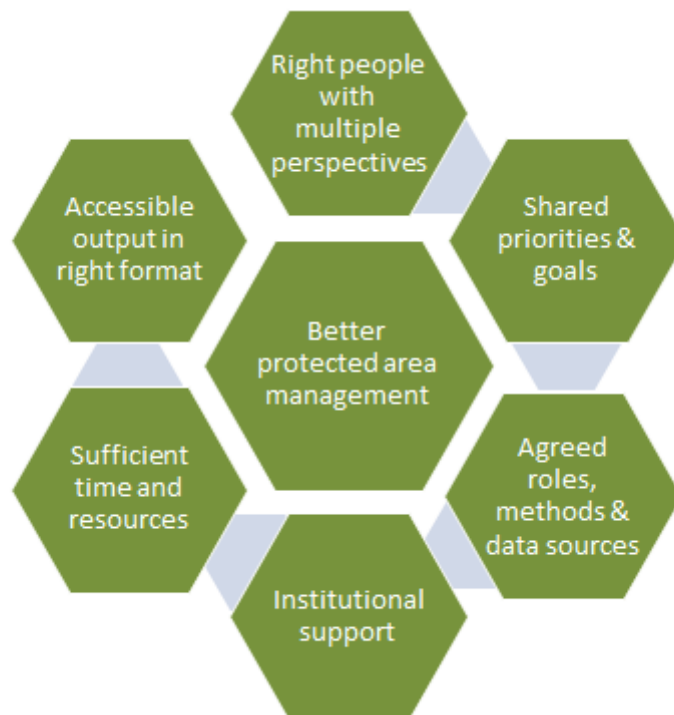 Right people
with
multiple
perspectives
Shared
priorities &
goals
Agreed
roles,
methods &
data sources
Institutional
support
Sufficient
time and
resources
Accessible
output in
right format
Better
protected area
management